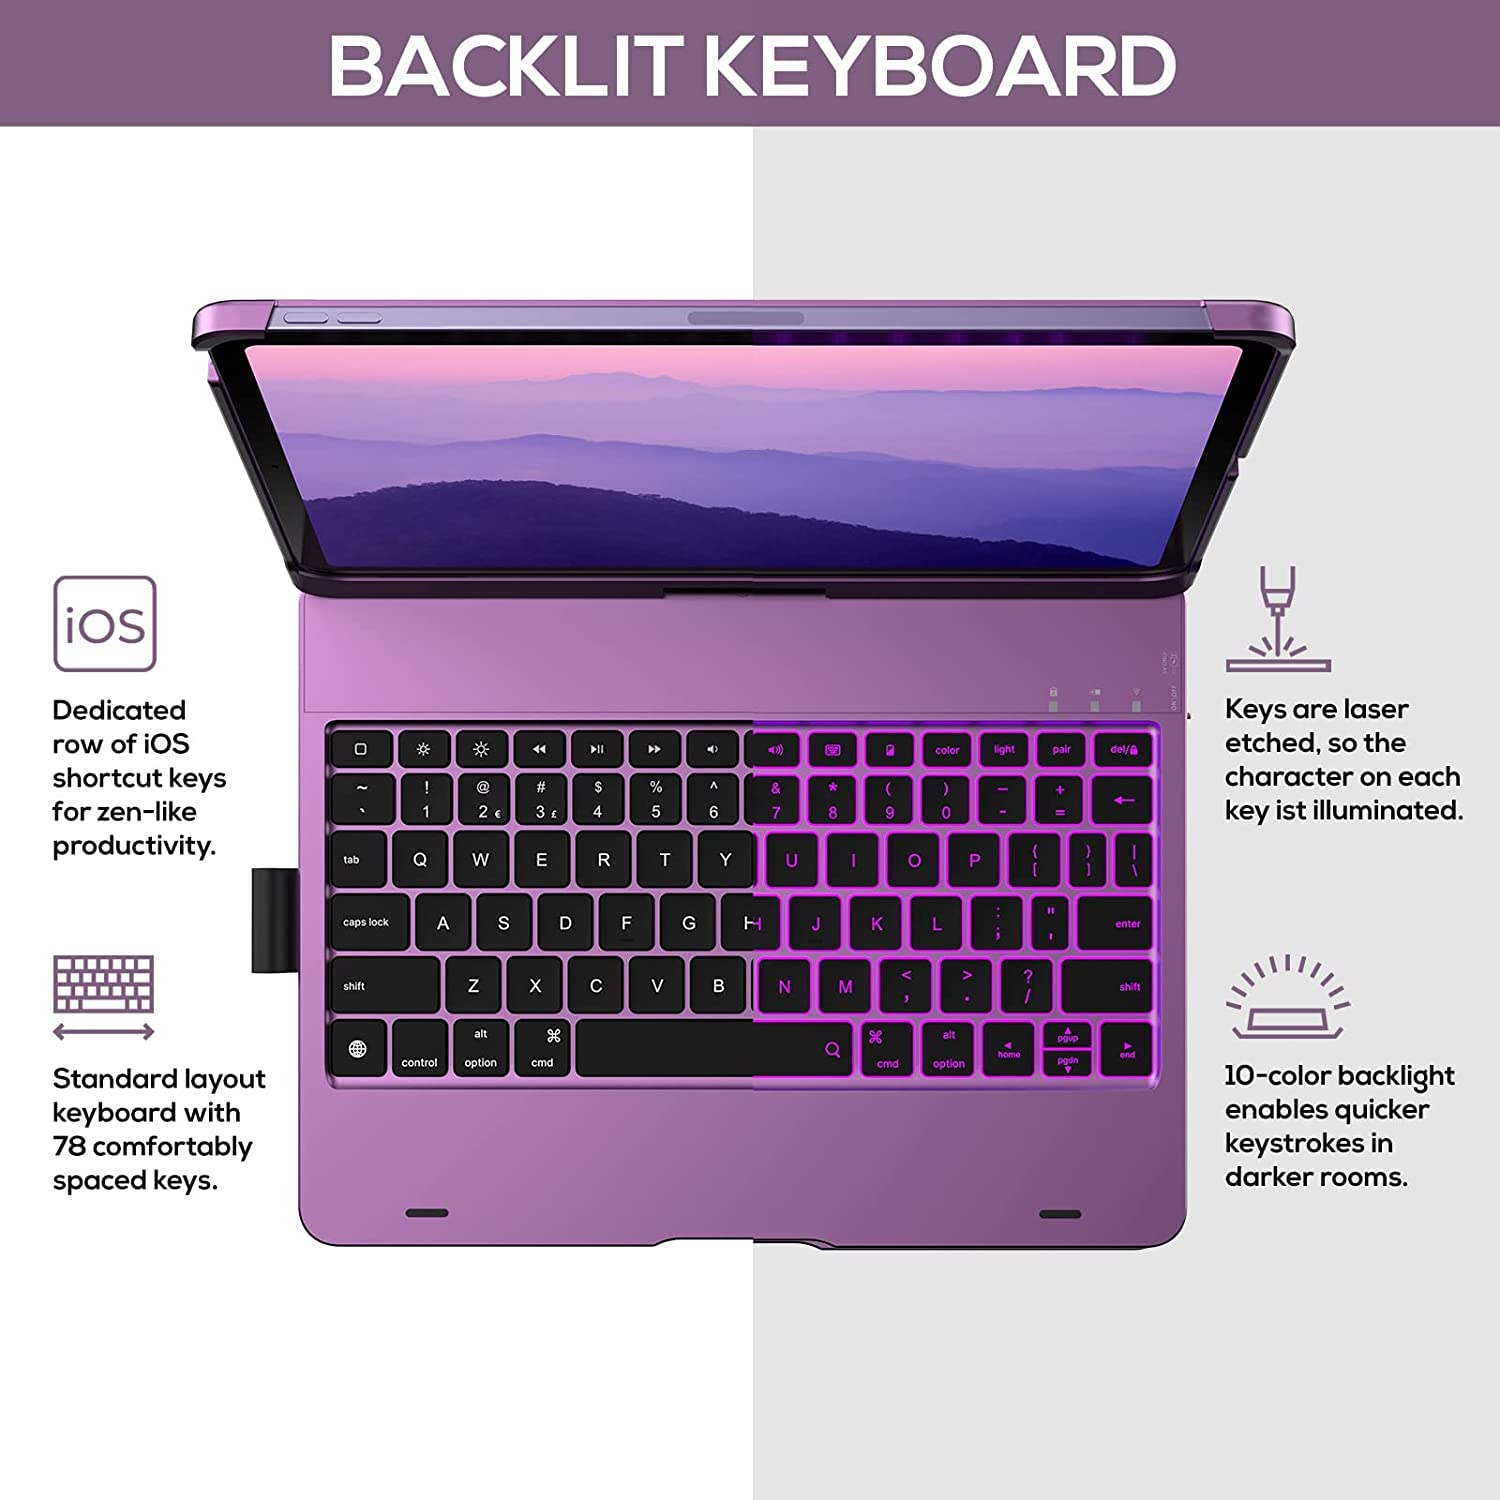 BACKLIT KEYBOARD
iOS
Dedicated
row of iOS
shortcut keys
for zen-like
productivity.
Standard layout
keyboard with
78 comfortably
spaced keys.
Keys are laser
etched, so the
character on each
key ist illuminated.
10-color backlight
enables quicker
keystrokes in
darker rooms.
color light pair del/
~ ! @ # $ % ^ & * ( ) – +
` 1 2 € 3 £ 4 5 6 7 8 9 0 - = ←
tab Q W E R T Y U I O P { [ } ] | \
caps lock A S D F G H J K L : ; " ' enter
shift Z X C V B N M < , > . ? / shift
alt ⌘ ⌘ alt ◄ ▲ pgup ►
control option cmd cmd option home pgdn ▼ end